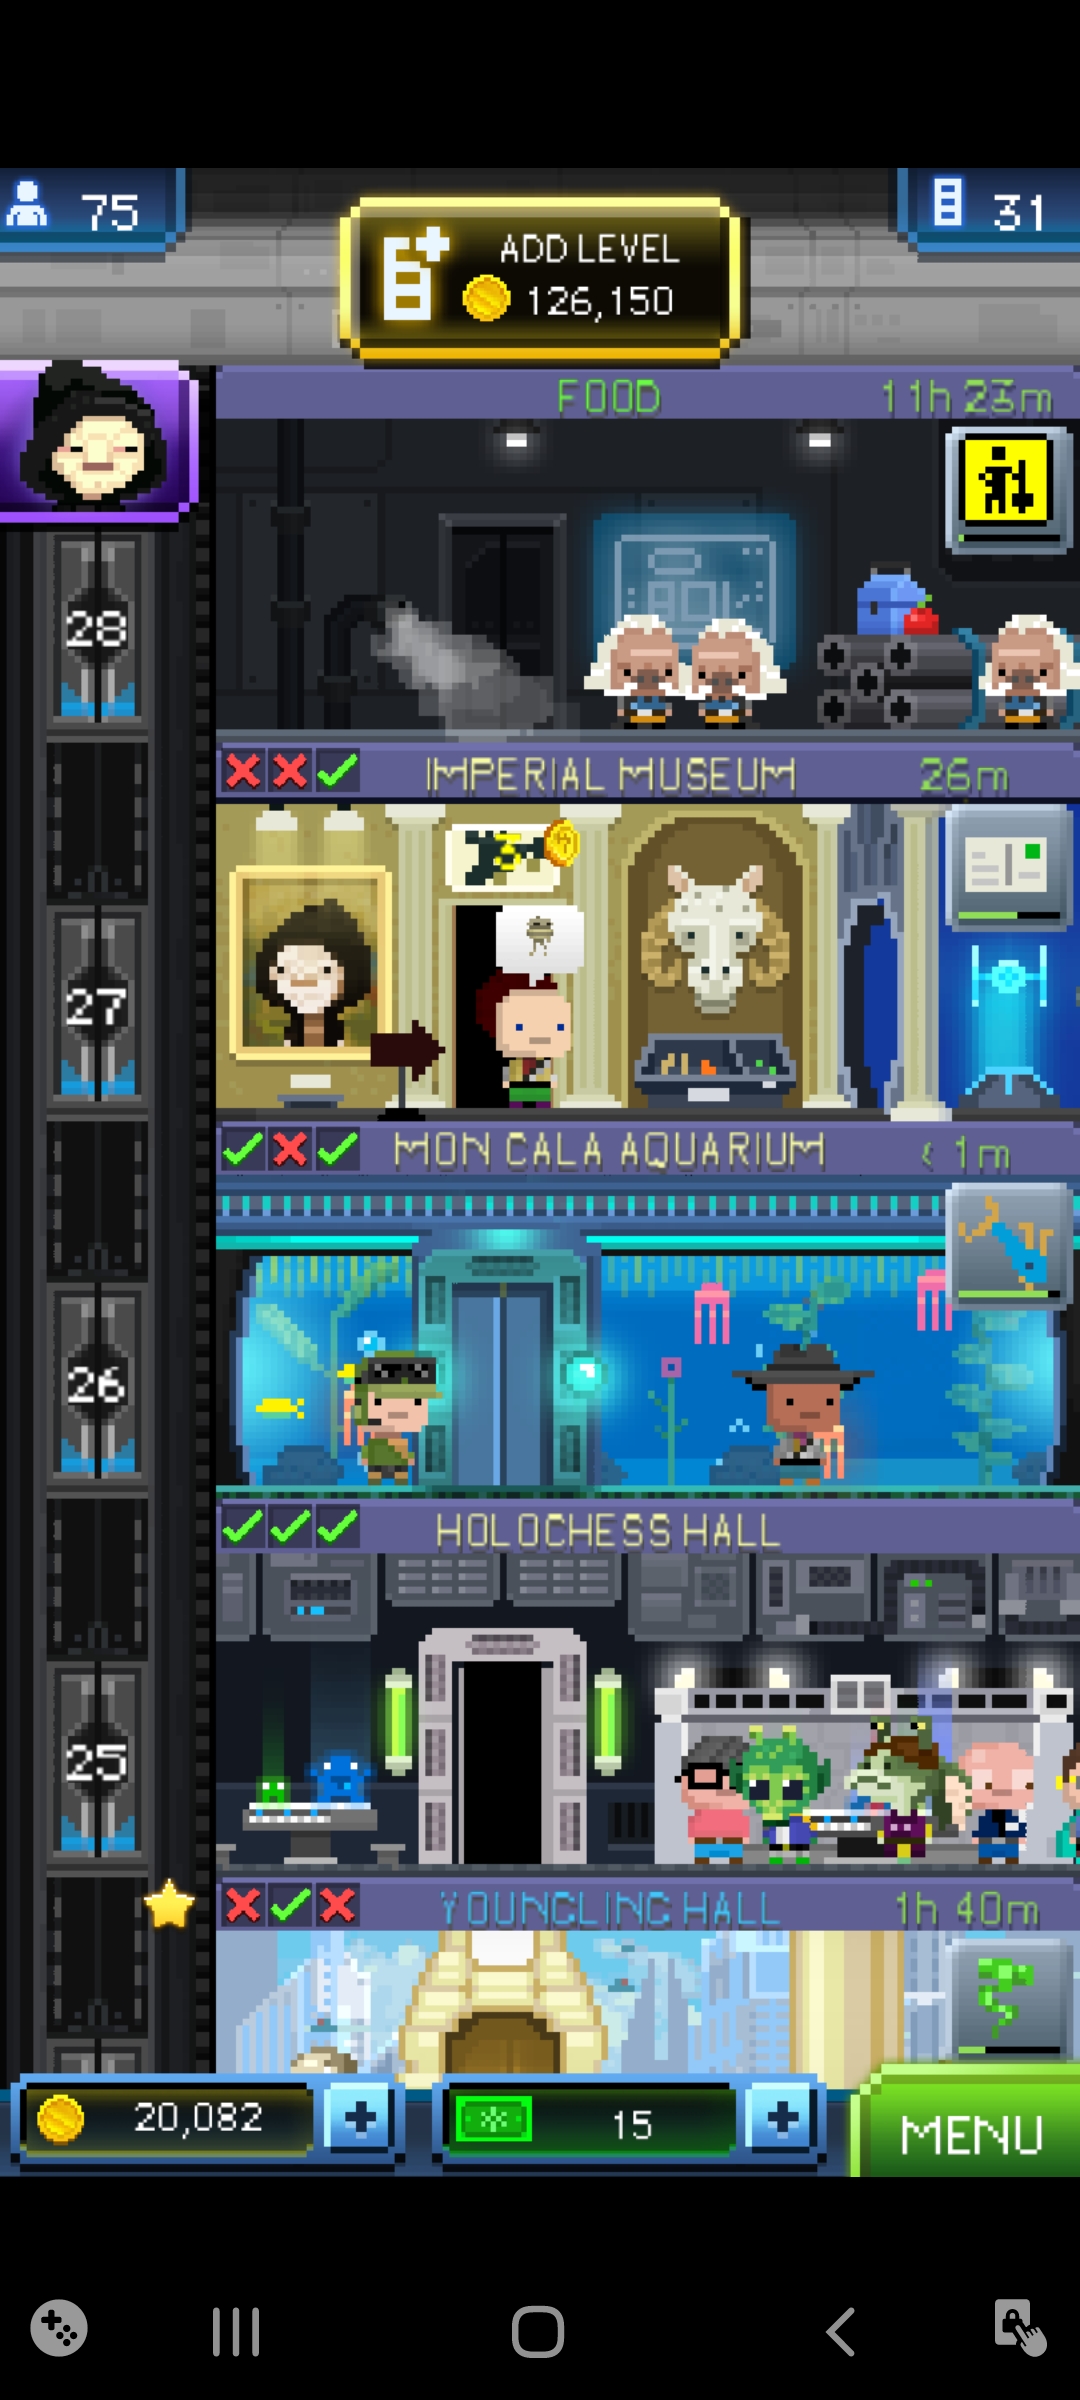 75
ADD LEVEL
126,150
31
FOOD
11h 23m
28
IMPERIAL MUSEUM
26m
27
MON CALA AQUARIUM
< 1m
26
HOLOCHESS HALL
25
YOUNGLING HALL
1h 40m
20,082
15
MENU